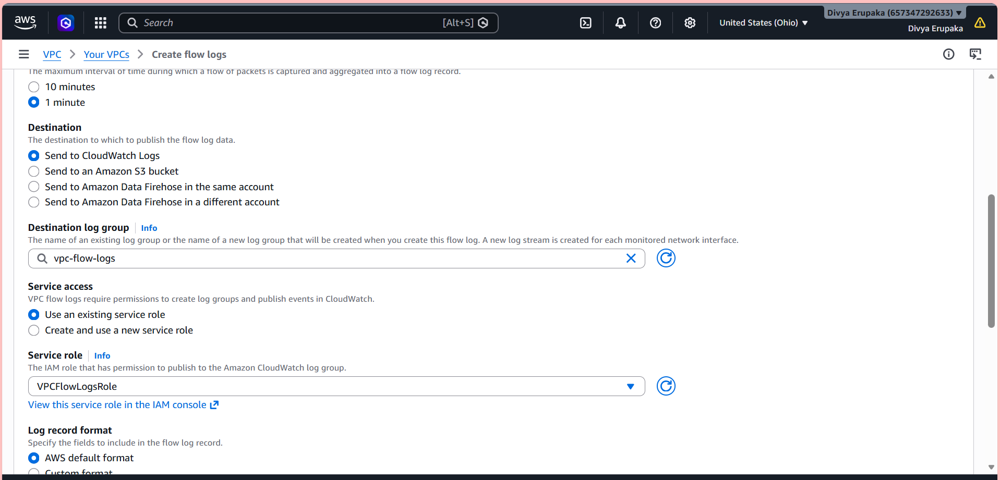 aws
Search
[Alt+S]
United States (Ohio)
Divya Erupaka (657347292633)
Divya Erupaka
VPC
Your VPCs
Create flow logs
The maximum interval of time during which a flow of packets is captured and aggregated into a flow log record.
10 minutes
1 minute
Destination
The destination to which to publish the flow log data.
Send to CloudWatch Logs
Send to an Amazon S3 bucket
Send to Amazon Data Firehose in the same account
Send to Amazon Data Firehose in a different account
Destination log group Info
The name of an existing log group or the name of a new log group that will be created when you create this flow log. A new log stream is created for each monitored network interface.
vpc-flow-logs
Service access
VPC flow logs require permissions to create log groups and publish events in CloudWatch.
Use an existing service role
Create and use a new service role
Service role Info
The IAM role that has permission to publish to the Amazon CloudWatch log group.
VPCFlowLogsRole
View this service role in the IAM console
Log record format
Specify the fields to include in the flow log record.
AWS default format
Custom format